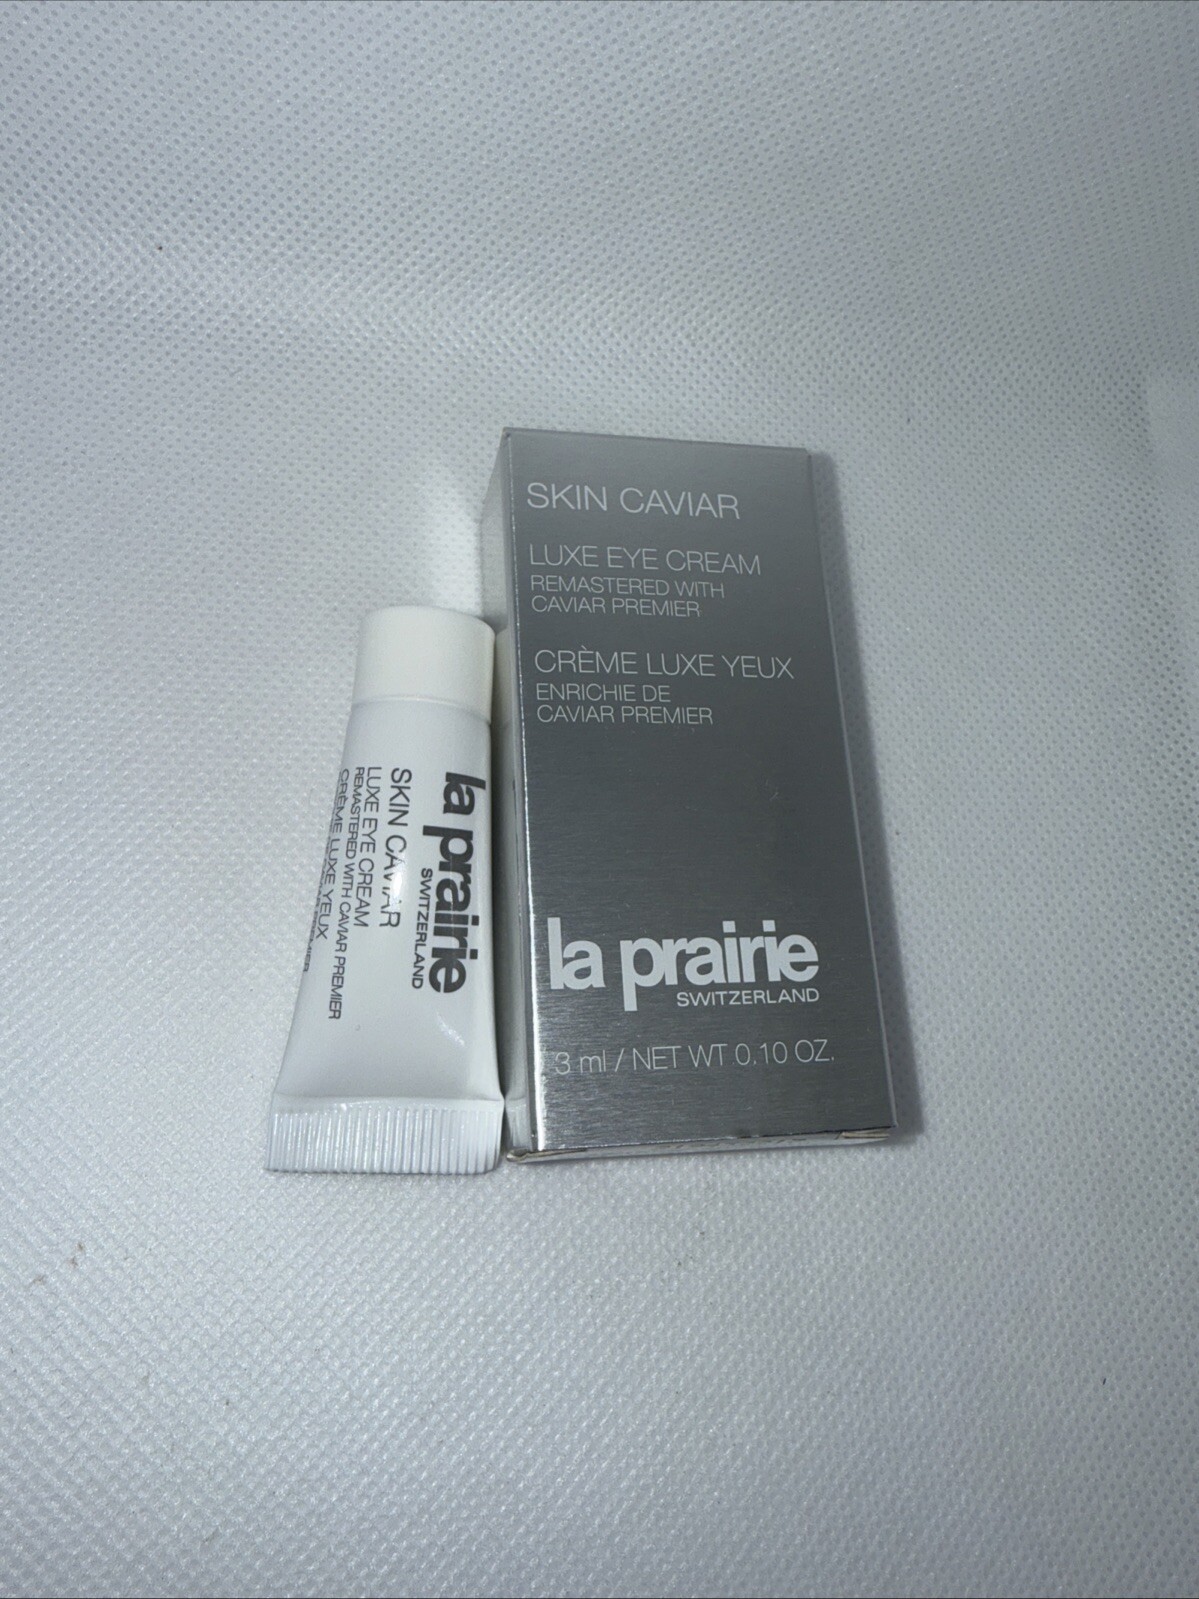 SKIN CAVIAR
LUXE EYE CREAM
REMASTERED WITH
CAVIAR PREMIER
CRÈME LUXE YEUX
ENRICHIE DE
CAVIAR PREMIER
la prairie
SWITZERLAND
3 ml / NET WT 0.10 OZ.
la prairie
SWITZERLAND
SKIN CAVIAR
LUXE EYE CREAM
REMASTERED WITH CAVIAR PREMIER
CRÈME LUXE YEUX